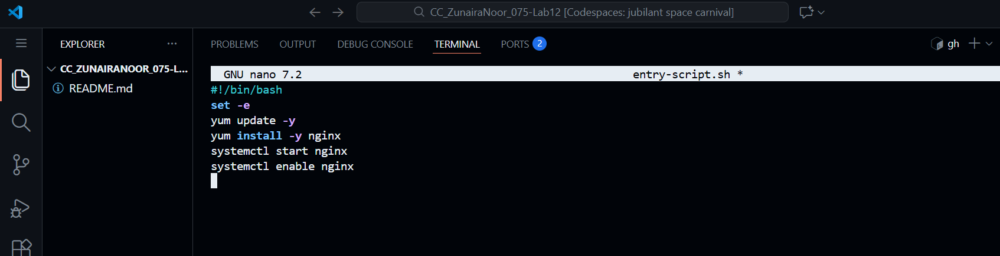 CC_ZunairaNoor_075-Lab12 [Codespaces: jubilant space carnival]
EXPLORER
PROBLEMS OUTPUT DEBUG CONSOLE TERMINAL PORTS 2
gh
CC_ZUNAIRANOOR_075-L...
README.md
GNU nano 7.2 entry-script.sh *
#!/bin/bash
set -e
yum update -y
yum install -y nginx
systemctl start nginx
systemctl enable nginx